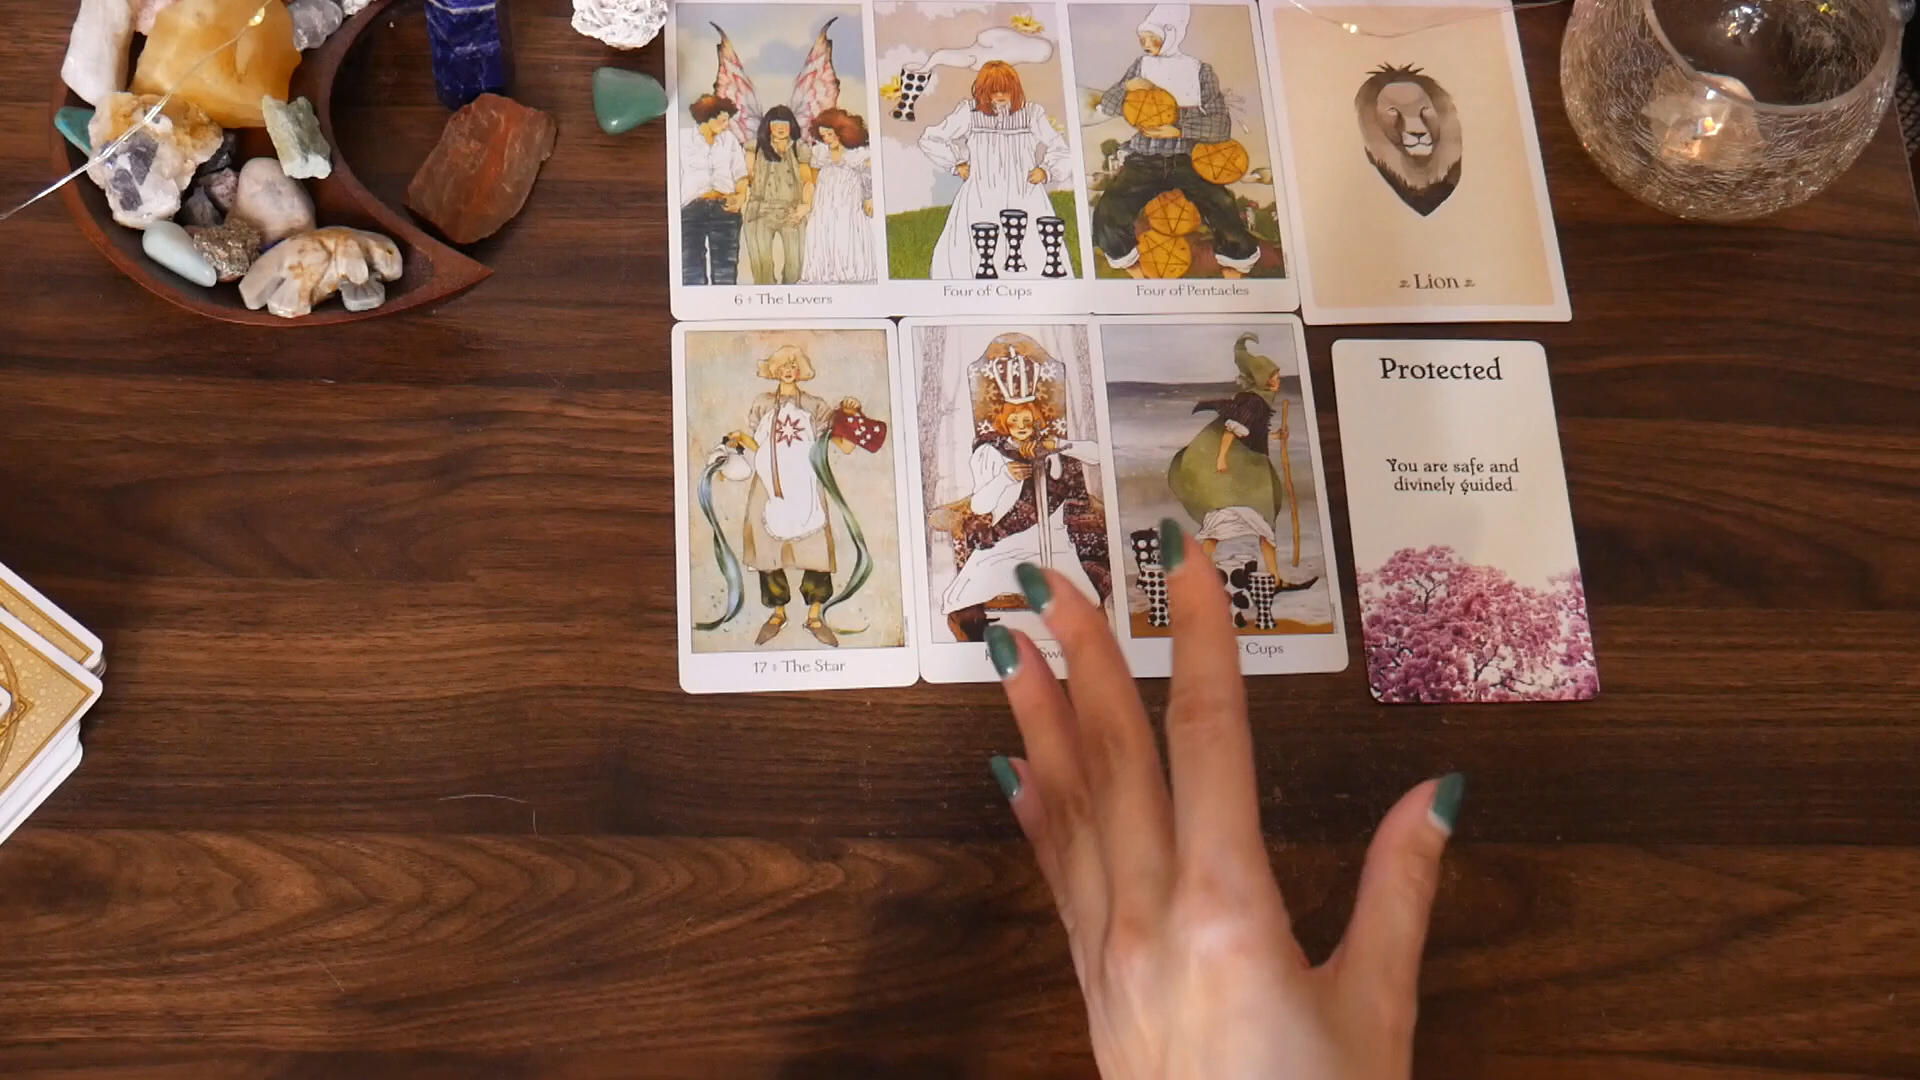 6 ♦ The Lovers
Four of Cups
Four of Pentacles
Lion
Protected
You are safe and
divinely guided.
17 ♦ The Star
Cups